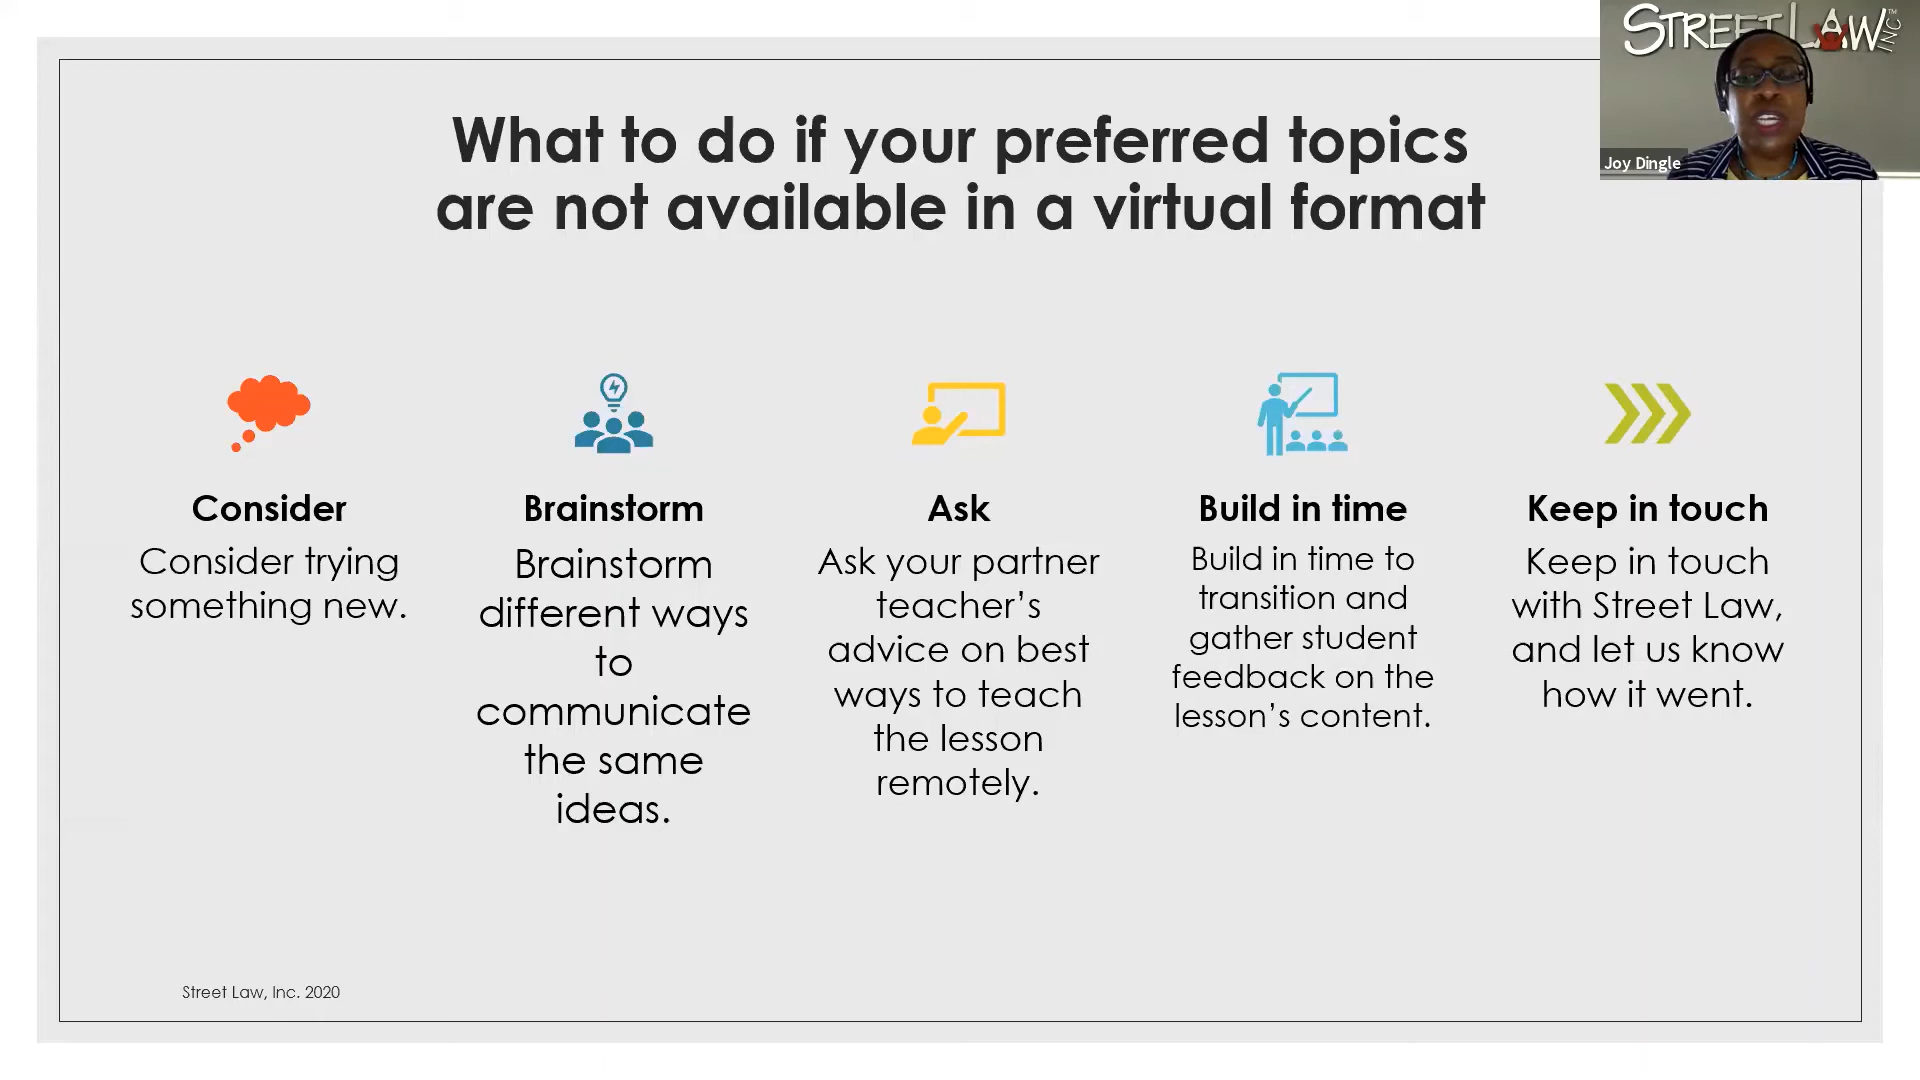 What to do if your preferred topics
are not available in a virtual format
STREET LAW INC™
Joy Dingle
Consider
Consider trying
something new.
Brainstorm
Brainstorm
different ways
to
communicate
the same
ideas.
Ask
Ask your partner
teacher’s
advice on best
ways to teach
the lesson
remotely.
Build in time
Build in time to
transition and
gather student
feedback on the
lesson’s content.
Keep in touch
Keep in touch
with Street Law,
and let us know
how it went.
Street Law, Inc. 2020